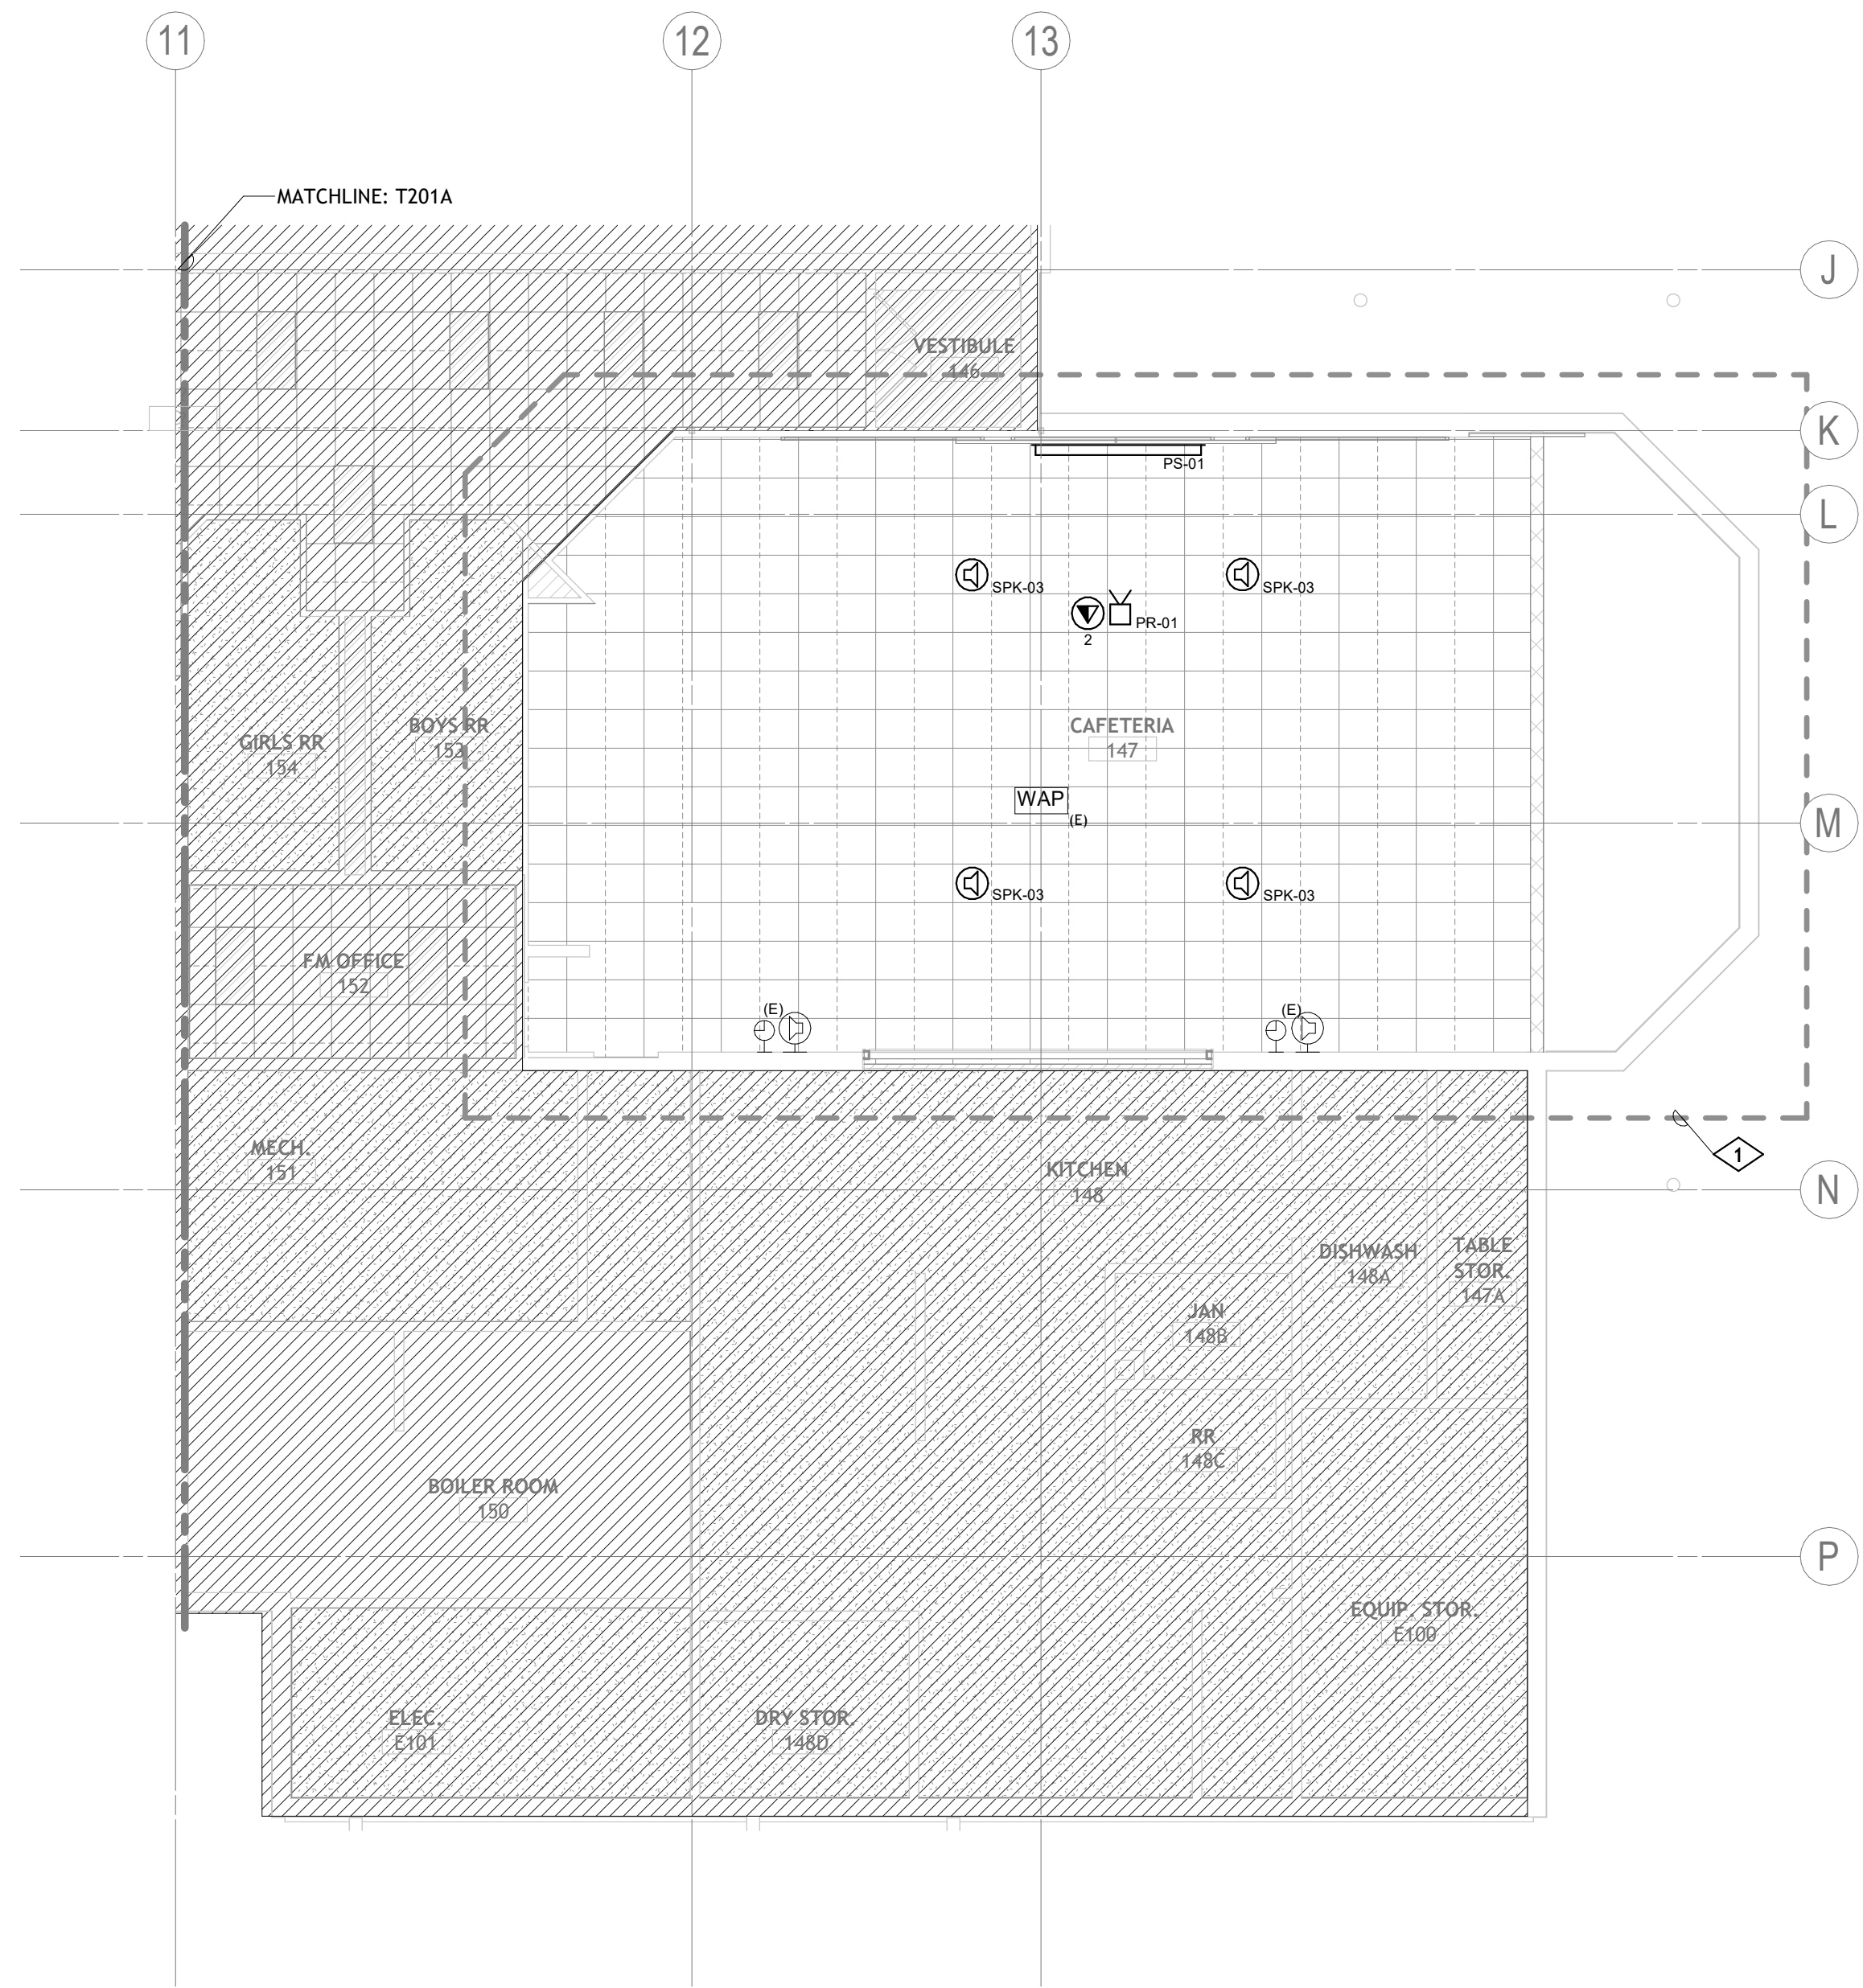 11
12
13
MATCHLINE: T201A
J
VESTIBULE
146
K
PS-01
L
SPK-03
SPK-03
PR-01
2
GIRLS RR
154
BOYS RR
153
CAFETERIA
147
WAP
(E)
M
SPK-03
SPK-03
FM OFFICE
152
(E)
(E)
MECH.
151
KITCHEN
148
1
N
DISHWASH
148A
TABLE
STOR.
147A
JAN
148B
RR
148C
BOILER ROOM
150
P
EQUIP. STOR.
E100
ELEC.
E101
DRY STOR.
148D